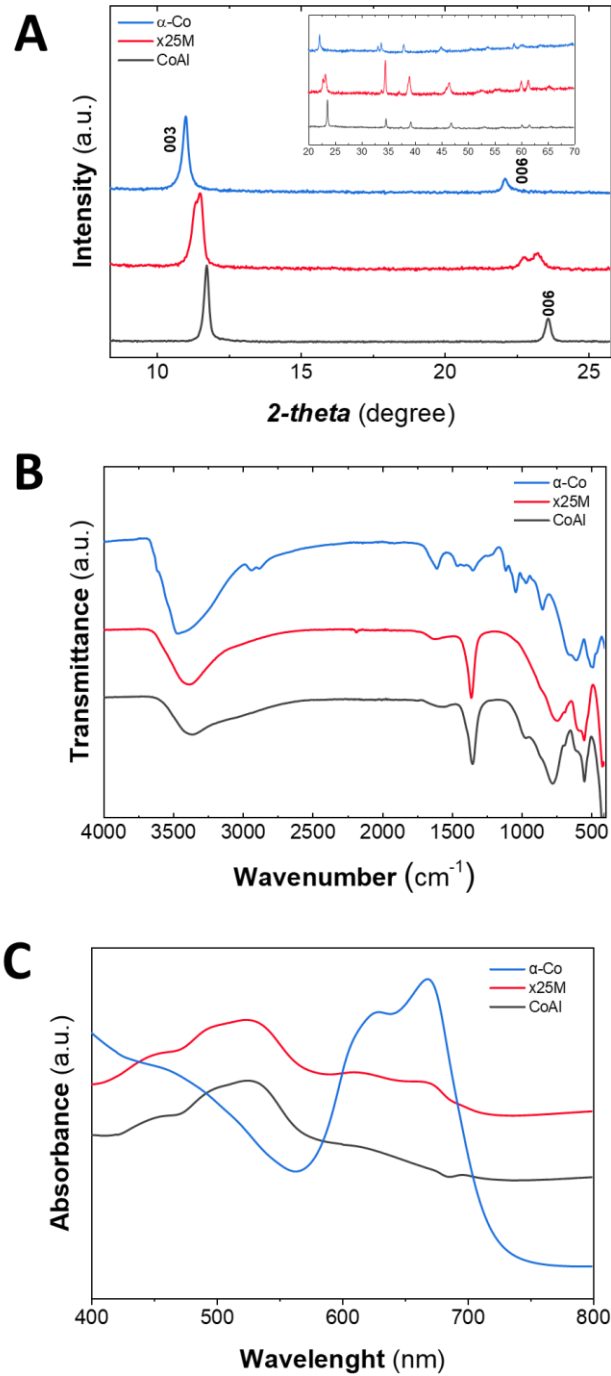 A
α-Co
x25M
CoAl
003
006
006
20 25 30 35 40 45 50 55 60 65 70
Intensity (a.u.)
10 15 20 25
2-theta (degree)
B
α-Co
x25M
CoAl
Transmittance (a.u.)
4000 3500 3000 2500 2000 1500 1000 500
Wavenumber (cm⁻¹)
C
α-Co
x25M
CoAl
Absorbance (a.u.)
400 500 600 700 800
Wavelenght (nm)